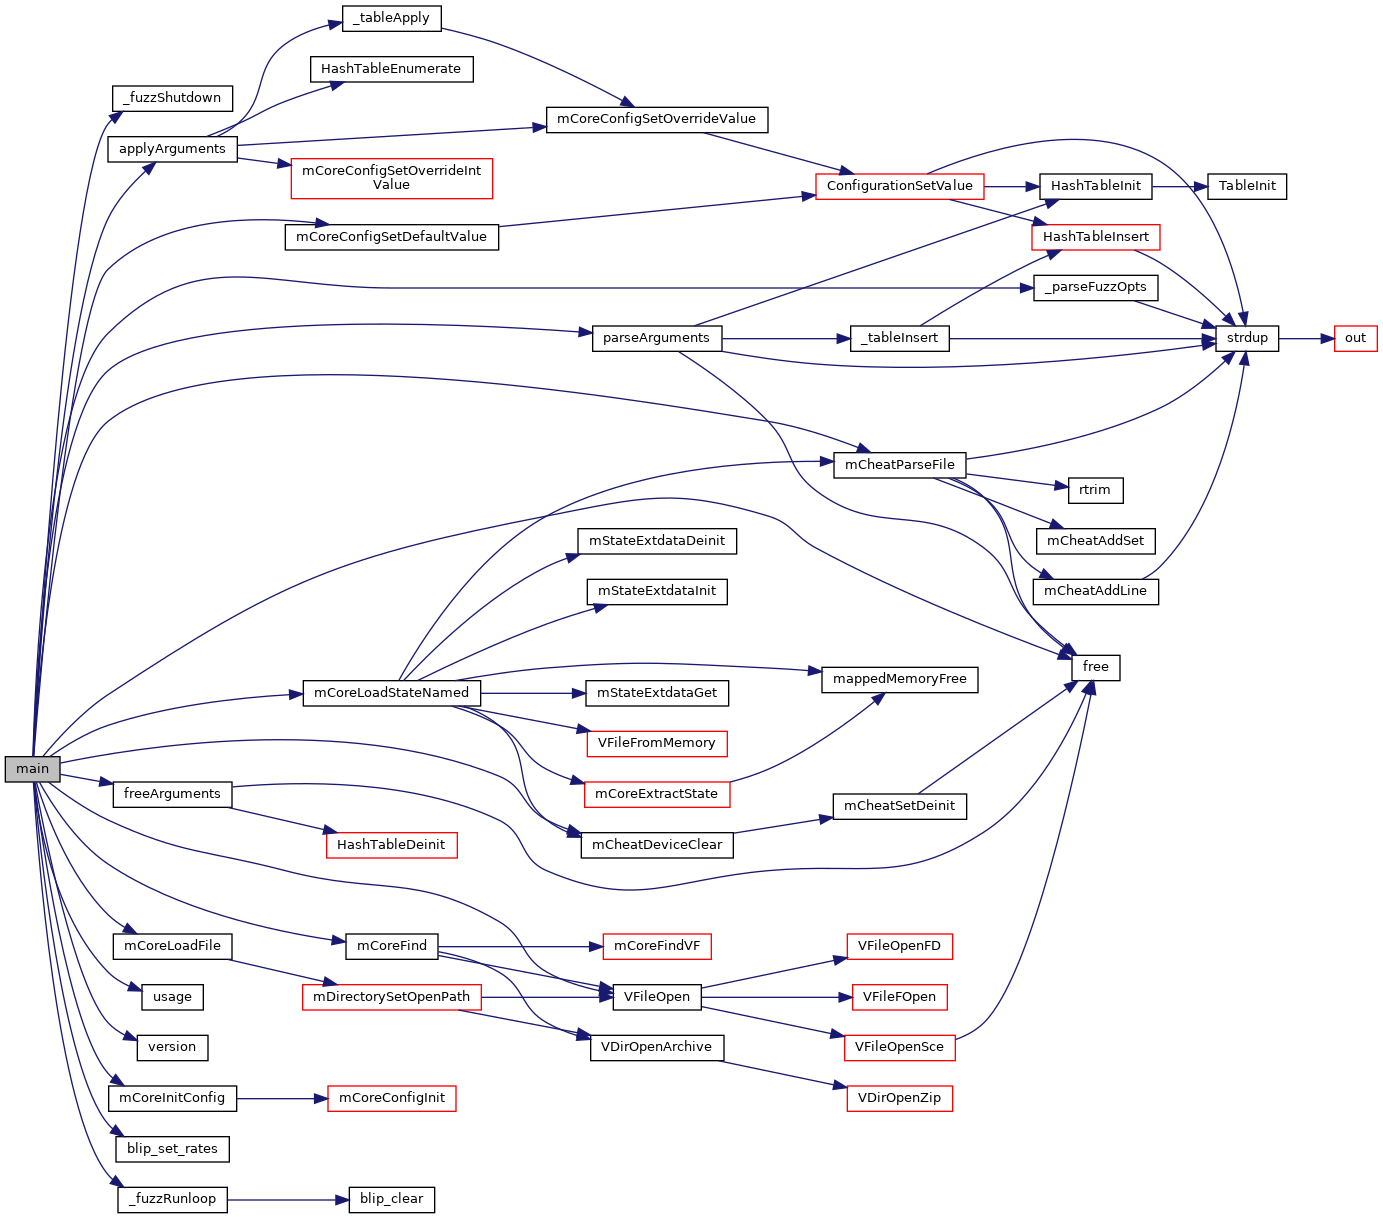 _tableApply
HashTableEnumerate
_fuzzShutdown
mCoreConfigSetOverrideValue
applyArguments
mCoreConfigSetOverrideInt
Value
ConfigurationSetValue
HashTableInit
TableInit
mCoreConfigSetDefaultValue
HashTableInsert
_parseFuzzOpts
parseArguments
_tableInsert
strdup
out
mCheatParseFile
rtrim
mStateExtdataDeinit
mCheatAddSet
mStateExtdataInit
mCheatAddLine
free
mappedMemoryFree
mCoreLoadStateNamed
mStateExtdataGet
VFileFromMemory
main
freeArguments
mCoreExtractState
mCheatSetDeinit
HashTableDeinit
mCheatDeviceClear
mCoreLoadFile
mCoreFind
mCoreFindVF
VFileOpenFD
usage
mDirectorySetOpenPath
VFileOpen
VFileFOpen
version
VDirOpenArchive
VFileOpenSce
mCoreInitConfig
mCoreConfigInit
VDirOpenZip
blip_set_rates
_fuzzRunloop
blip_clear